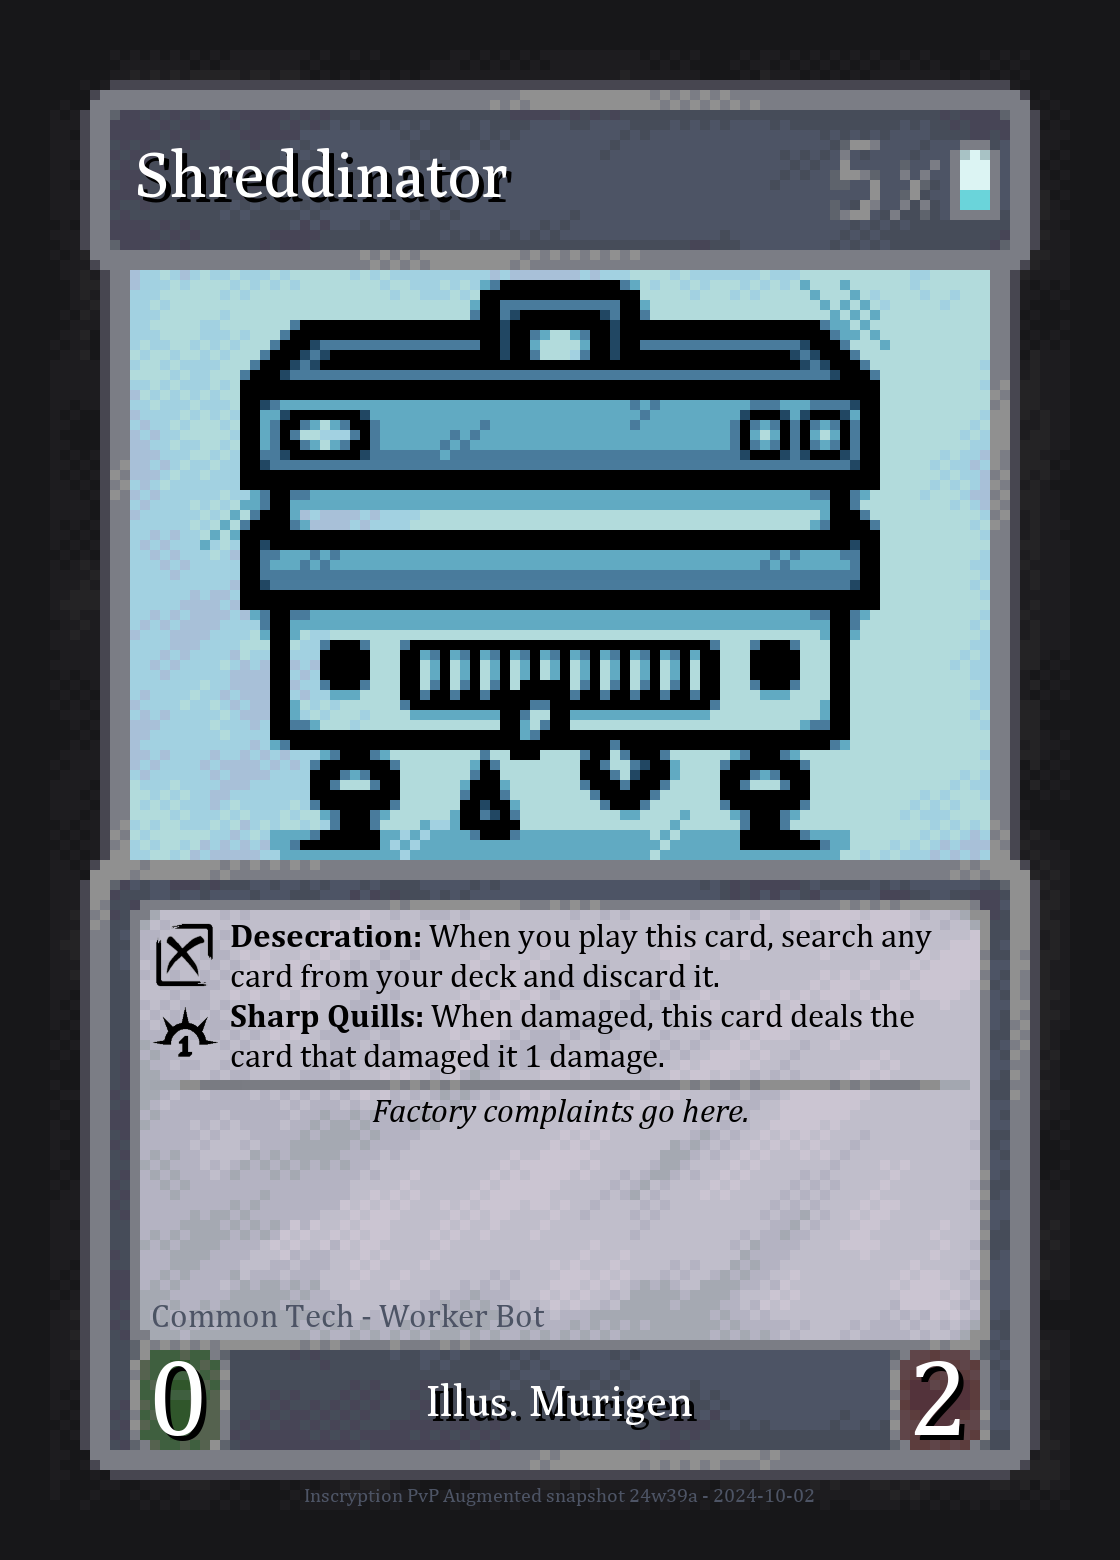 Shreddinator 5x
Desecration: When you play this card, search any
card from your deck and discard it.
1
Sharp Quills: When damaged, this card deals the
card that damaged it 1 damage.
Factory complaints go here.
Common Tech - Worker Bot
0 Illus. Murigen 2
Inscryption PvP Augmented snapshot 24w39a - 2024-10-02